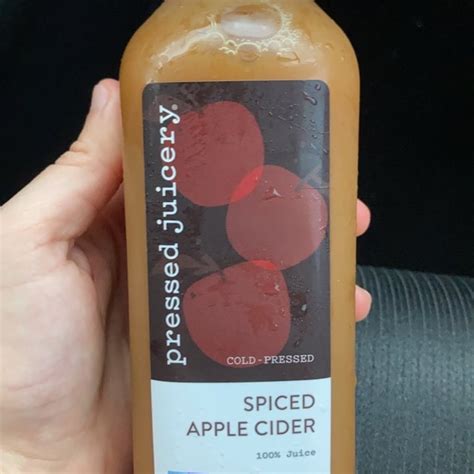 pressed juicery®
COLD-PRESSED
SPICED
APPLE CIDER
100% Juice